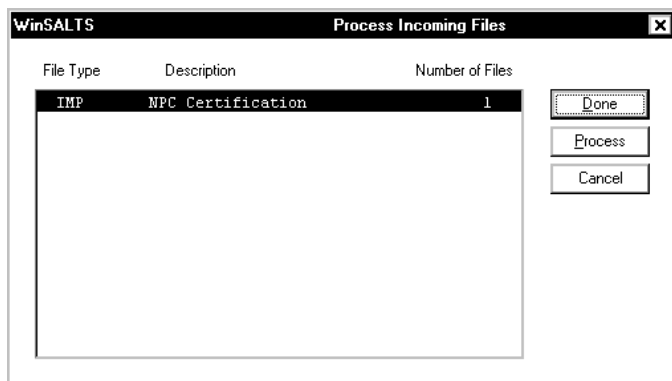 WinSALTS Process Incoming Files
File Type Description Number of Files
IMP NPC Certification 1
Done
Process
Cancel